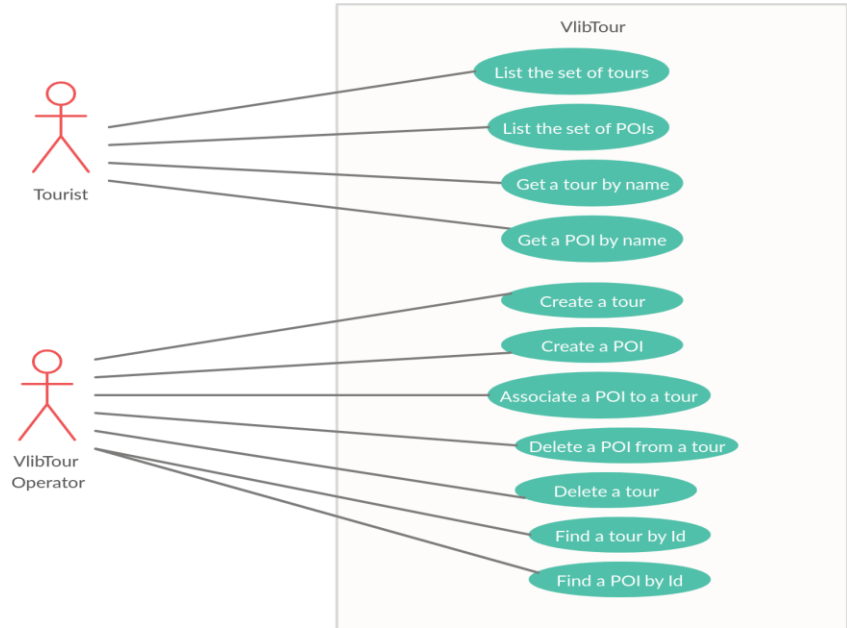 VlibTour
List the set of tours
List the set of POIs
Get a tour by name
Tourist
Get a POI by name
Create a tour
Create a POI
Associate a POI to a tour
Delete a POI from a tour
VlibTour
Operator
Delete a tour
Find a tour by Id
Find a POI by Id